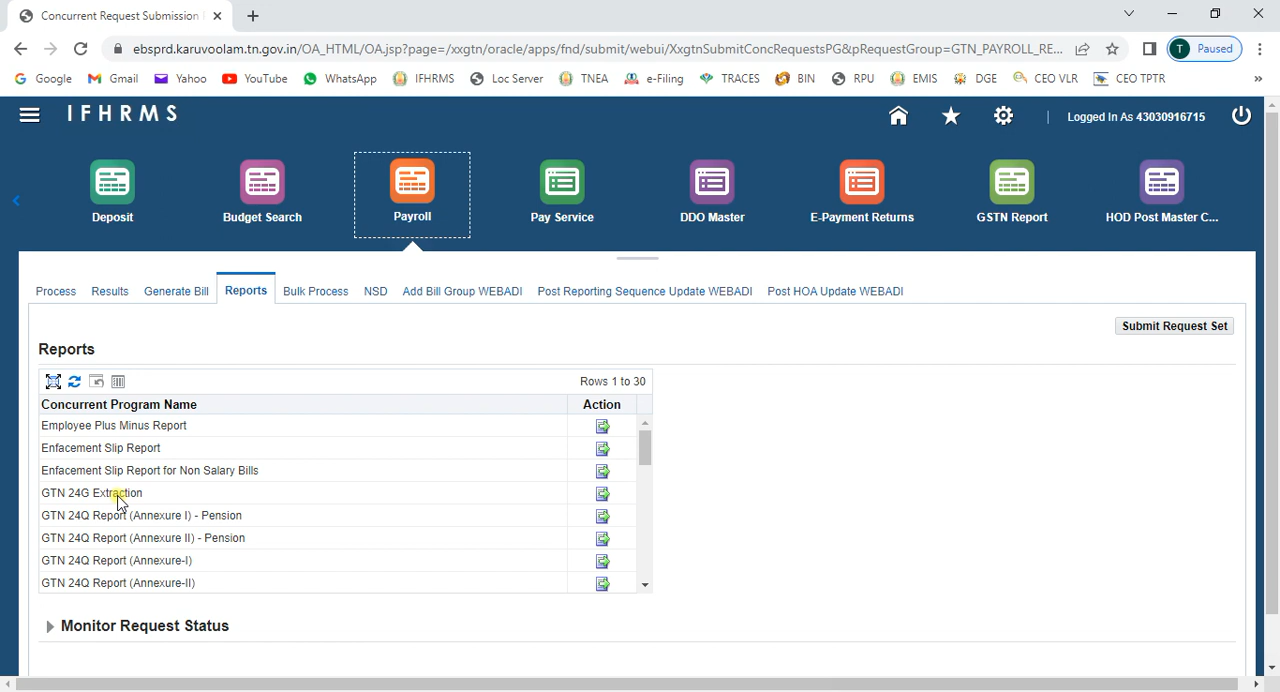 Concurrent Request Submission
ebsprd.karuvoolam.tn.gov.in/OA_HTML/OA.jsp?page=/xxgtn/oracle/apps/fnd/submit/webui/XxgtnSubmitConcRequestsPG&pRequestGroup=GTN_PAYROLL_RE...
T Paused
Google Gmail Yahoo YouTube WhatsApp IFHRMS Loc Server TNEA e-Filing TRACES BIN RPU EMIS DGE CEO VLR CEO TPTR
IFHRMS
Logged In As 43030916715
Deposit Budget Search Payroll Pay Service DDO Master E-Payment Returns GSTN Report HOD Post Master C...
Process Results Generate Bill Reports Bulk Process NSD Add Bill Group WEBADI Post Reporting Sequence Update WEBADI Post HOA Update WEBADI
Submit Request Set
Reports
Rows 1 to 30
Concurrent Program Name Action
Employee Plus Minus Report
Enfacement Slip Report
Enfacement Slip Report for Non Salary Bills
GTN 24G Extraction
GTN 24Q Report (Annexure I) - Pension
GTN 24Q Report (Annexure II) - Pension
GTN 24Q Report (Annexure-I)
GTN 24Q Report (Annexure-II)
Monitor Request Status